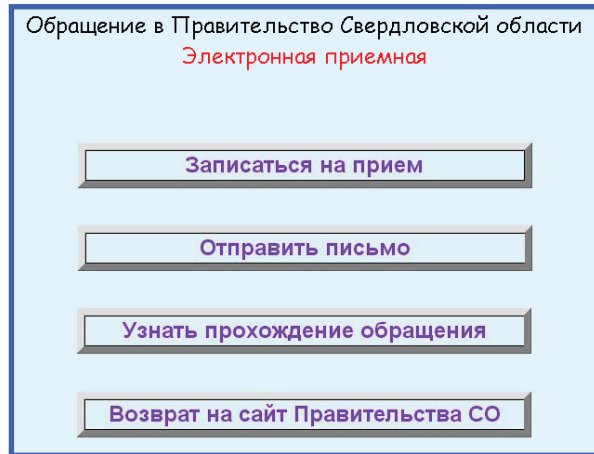 Обращение в Правительство Свердловской области
Электронная приемная
Записаться на прием
Отправить письмо
Узнать прохождение обращения
Возврат на сайт Правительства СО